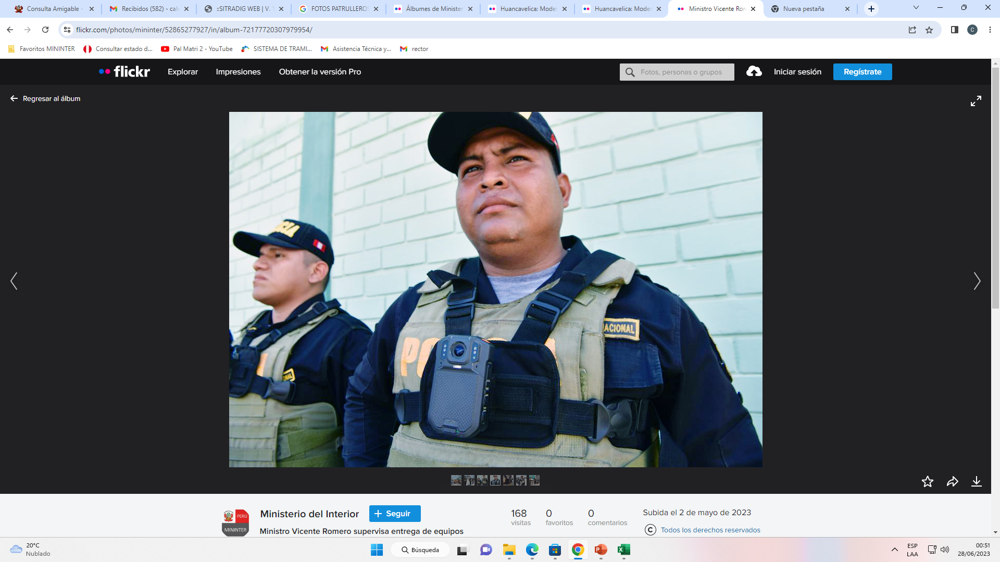 Consulta Amigable -
Recibidos (582) - calv
::SITRADIG WEB | V. 1
FOTOS PATRULLEROS
Álbumes de Minister
Huancavelica: Moder
Huancavelica: Moder
Ministro Vicente Rom
Nueva pestaña
flickr.com/photos/mininter/52865277927/in/album-72177720307979954/
C
Favoritos MININTER
Consultar estado d...
Pal Matri 2 - YouTube
SISTEMA DE TRAMI...
Asistencia Técnica y...
rector
flickr
Explorar
Impresiones
Obtener la versión Pro
Fotos, personas o grupos
Iniciar sesión
Regístrate
Regresar al álbum
ACIONAL
Ministerio del Interior
Seguir
168
visitas
0
favoritos
0
comentarios
Subida el 2 de mayo de 2023
PERÚ
MININTER
Ministro Vicente Romero supervisa entrega de equipos
Todos los derechos reservados
20°C
Nublado
Búsqueda
ESP
LAA
00:51
28/06/2023